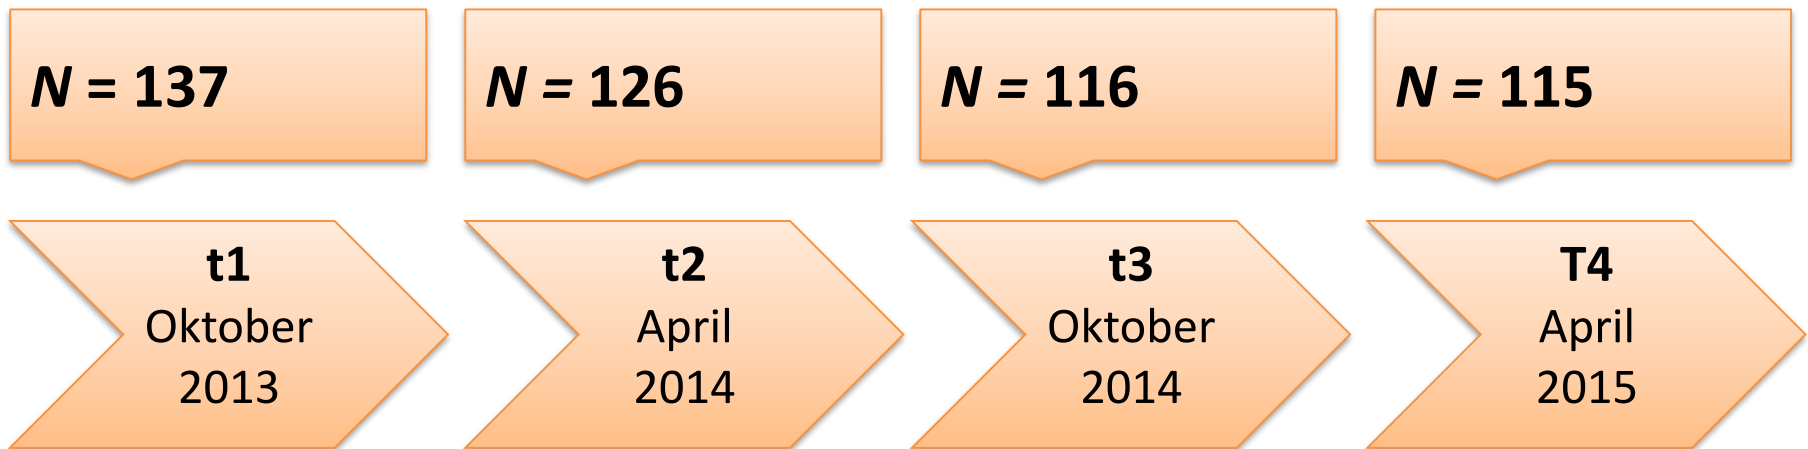 N = 137
N = 126
N = 116
N = 115
t1
Oktober
2013
t2
April
2014
t3
Oktober
2014
T4
April
2015